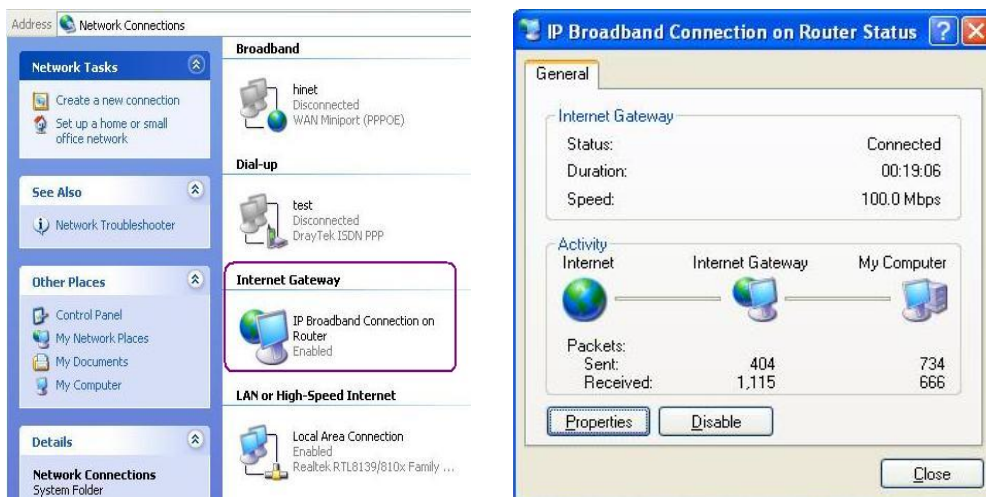 Address Network Connections
Network Tasks
Create a new connection
Set up a home or small
office network
See Also
Network Troubleshooter
Other Places
Control Panel
My Network Places
My Documents
My Computer
Details
Network Connections
System Folder
Broadband
hinet
Disconnected
WAN Miniport (PPPOE)
Dial-up
test
Disconnected
DrayTek ISDN PPP
Internet Gateway
IP Broadband Connection on
Router
Enabled
LAN or High-Speed Internet
Local Area Connection
Enabled
Realtek RTL8139/810x Family ...
IP Broadband Connection on Router Status
General
Internet Gateway
Status: Connected
Duration: 00:19:06
Speed: 100.0 Mbps
Activity
Internet Internet Gateway My Computer
Packets:
Sent: 404 734
Received: 1,115 666
Properties Disable
Close